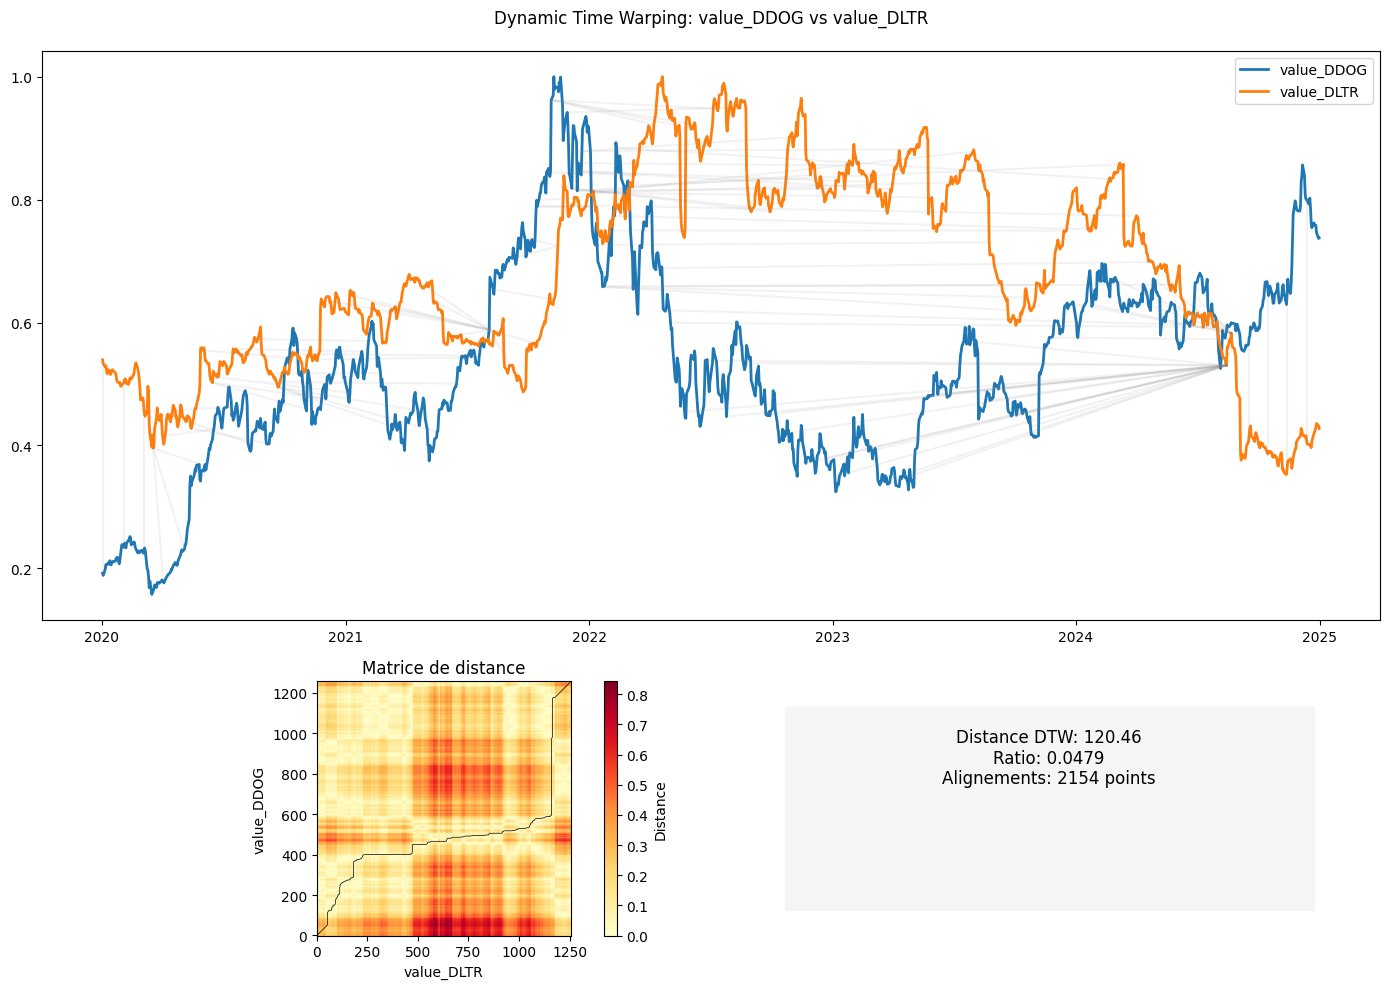 Dynamic Time Warping: value_DDOG vs value_DLTR
value_DDOG
value_DLTR
1.0
0.8
0.6
0.4
0.2
2020 2021 2022 2023 2024 2025
Matrice de distance
value_DDOG
1200
1000
800
600
400
200
0
0 250 500 750 1000 1250
value_DLTR
0.8
0.7
0.6
0.5
0.4
0.3
0.2
0.1
0.0
Distance
Distance DTW: 120.46
Ratio: 0.0479
Alignements: 2154 points